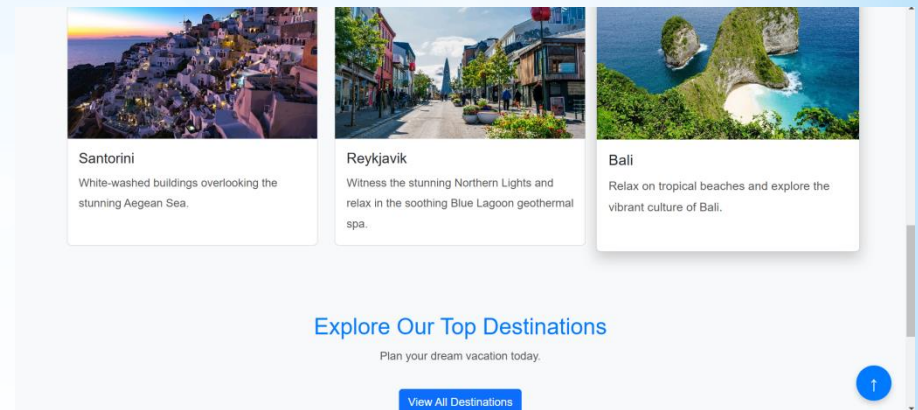 Santorini
White-washed buildings overlooking the
stunning Aegean Sea.
Reykjavik
Witness the stunning Northern Lights and
relax in the soothing Blue Lagoon geothermal
spa.
Bali
Relax on tropical beaches and explore the
vibrant culture of Bali.
Explore Our Top Destinations
Plan your dream vacation today.
View All Destinations
↑